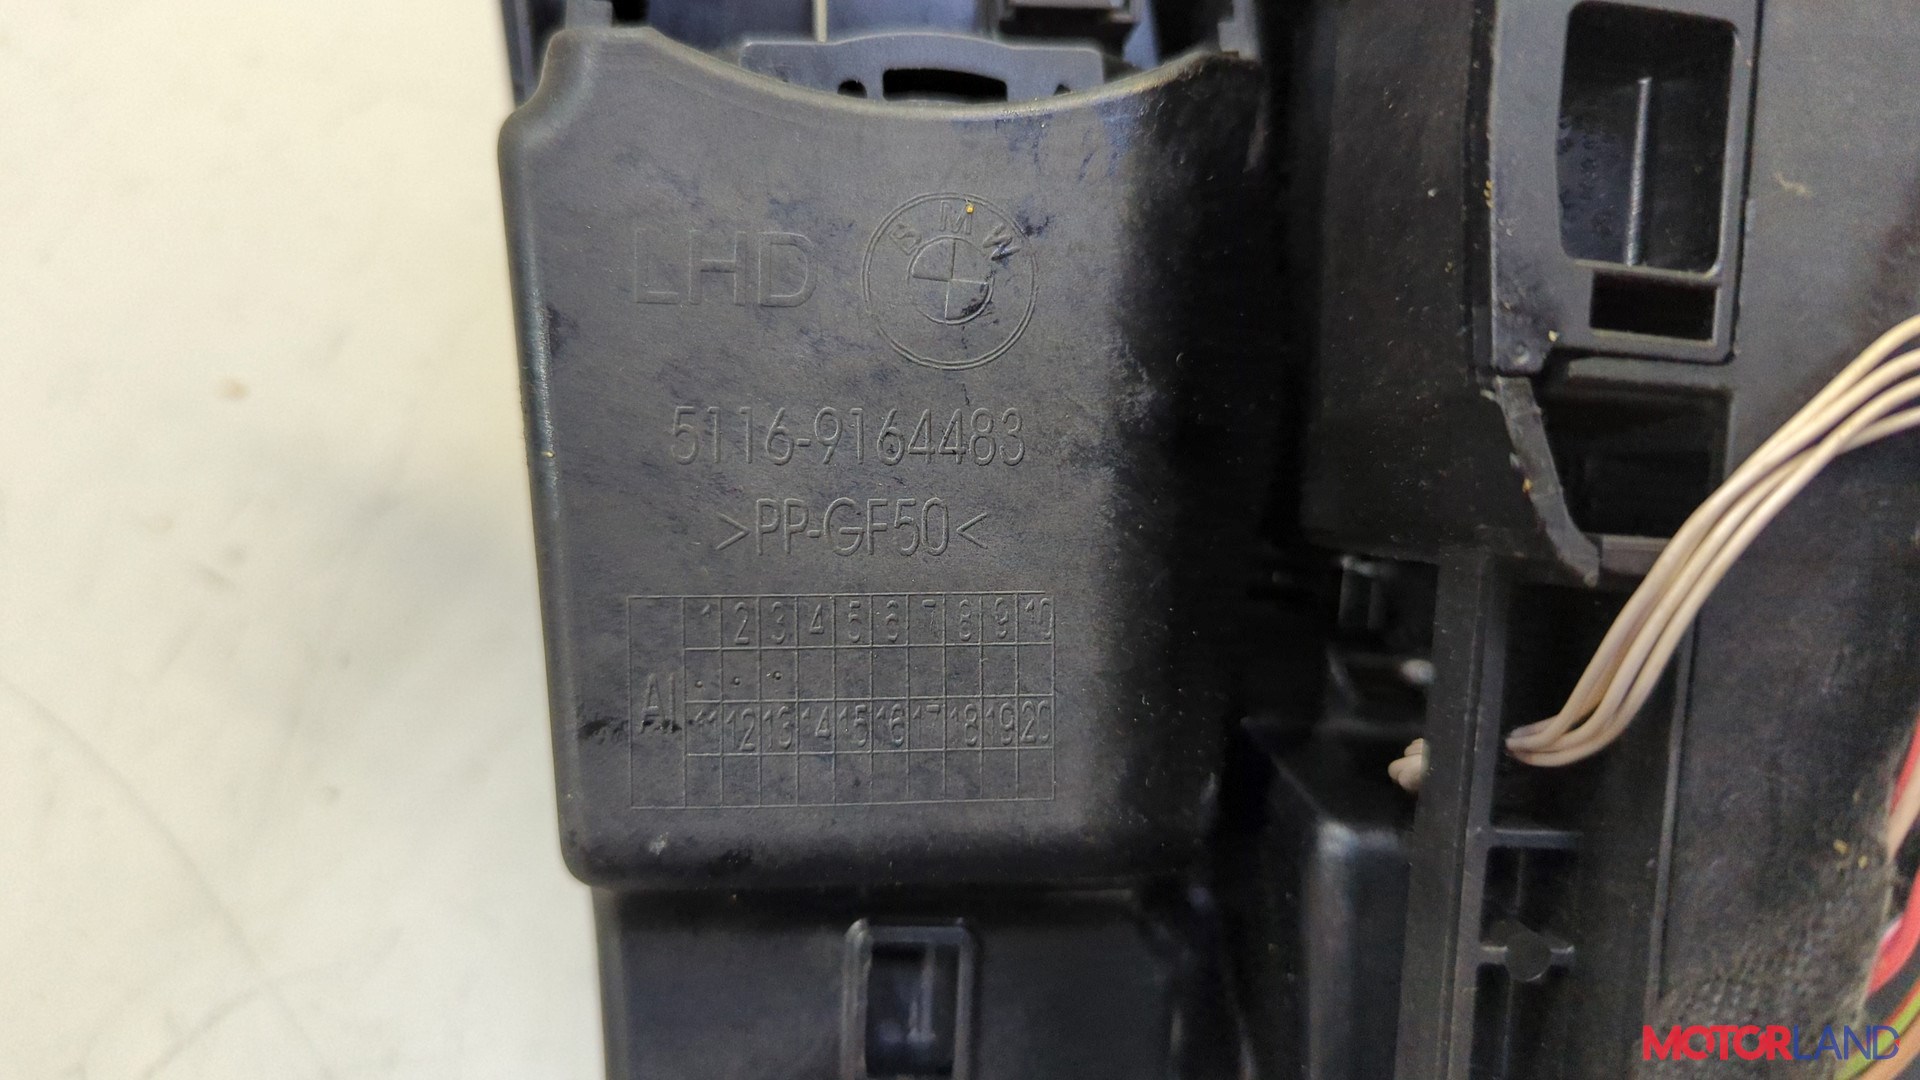 LHD BMW
5116-9164483
>PP-GF50<
1 2 3 4 5 6 7 8 9 10
AI
11 12 13 14 15 16 17 18 19 20
MOTORLAND